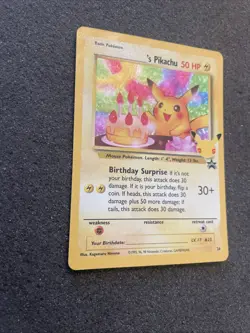 Basic Pokémon
's Pikachu 50 HP
Mouse Pokémon. Length: 1' 4", Weight: 13 lbs.
Birthday Surprise If it's not
your birthday, this attack does 30
damage. If it is your birthday, flip a
coin. If heads, this attack does 30
damage plus 50 more damage; if
tails, this attack does 30 damage.
30+
weakness
resistance
retreat cost
Your Birthdate:
Illus. Kagemaru Himeno